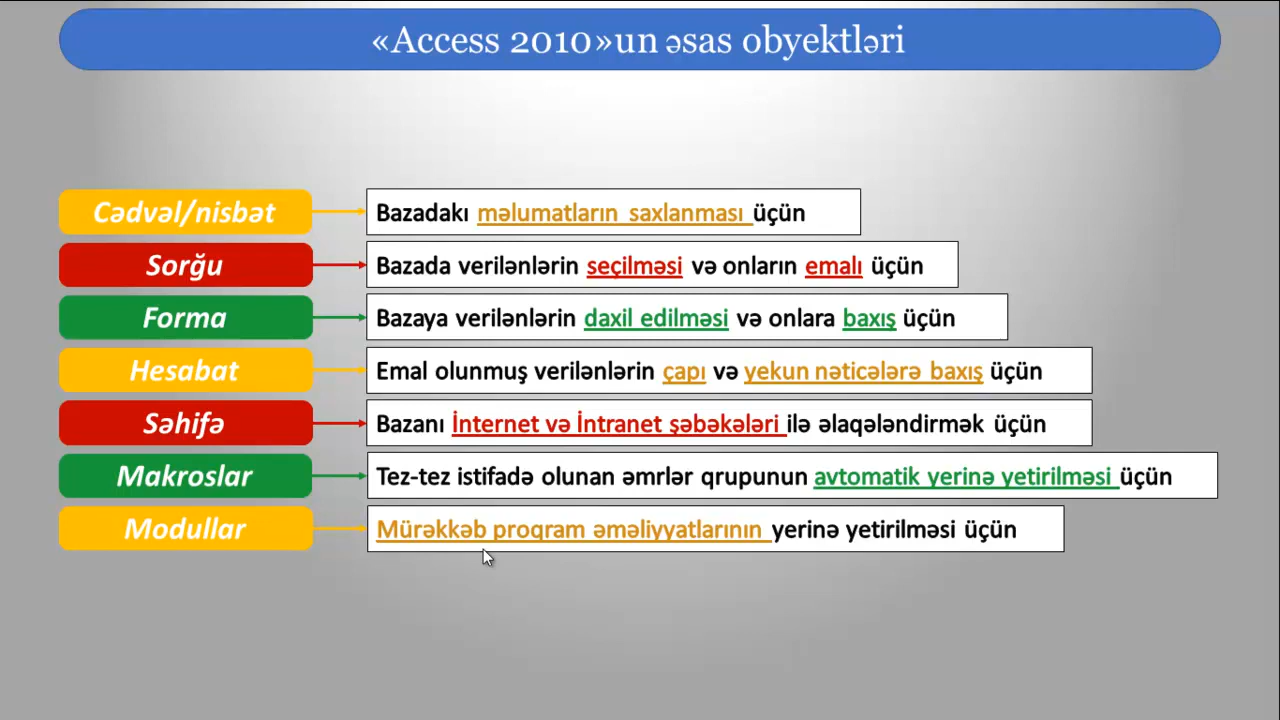 «Access 2010»un əsas obyektləri
Cədvəl/nisbət
Bazadakı məlumatların saxlanması üçün
Sorğu
Bazada verilənlərin seçilməsi və onların emalı üçün
Forma
Bazaya verilənlərin daxil edilməsi və onlara baxış üçün
Hesabat
Emal olunmuş verilənlərin çapı və yekun nəticələrə baxış üçün
Səhifə
Bazanı İnternet və İntranet şəbəkələri ilə əlaqələndirmək üçün
Makroslar
Tez-tez istifadə olunan əmrlər qrupunun avtomatik yerinə yetirilməsi üçün
Modullar
Mürəkkəb proqram əməliyyatlarının yerinə yetirilməsi üçün